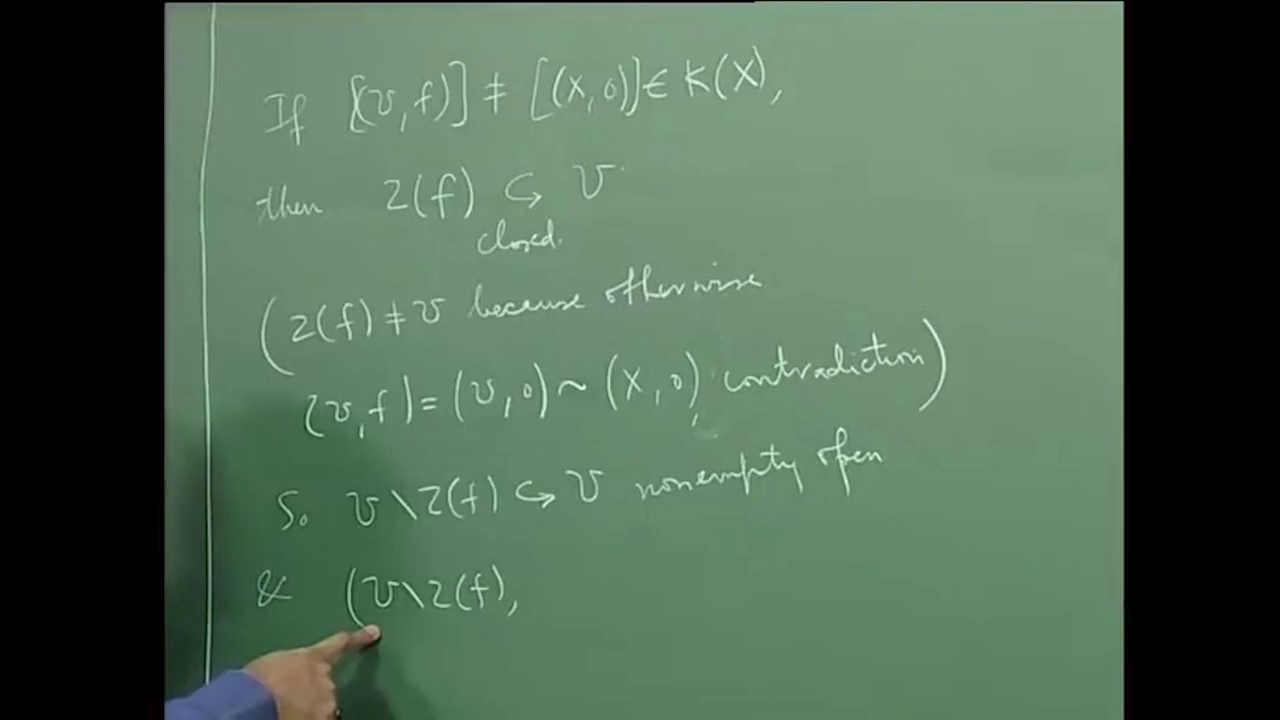 If [(U, f)] ≠ [(X, 0)] ∈ K(X),
then Z(f) ↪ U
closed.
(Z(f) ≠ U because otherwise
(U, f) = (U, 0) ~ (X, 0), contradiction)
So U \ Z(f) ↪ U nonempty open
& (U \ Z(f),